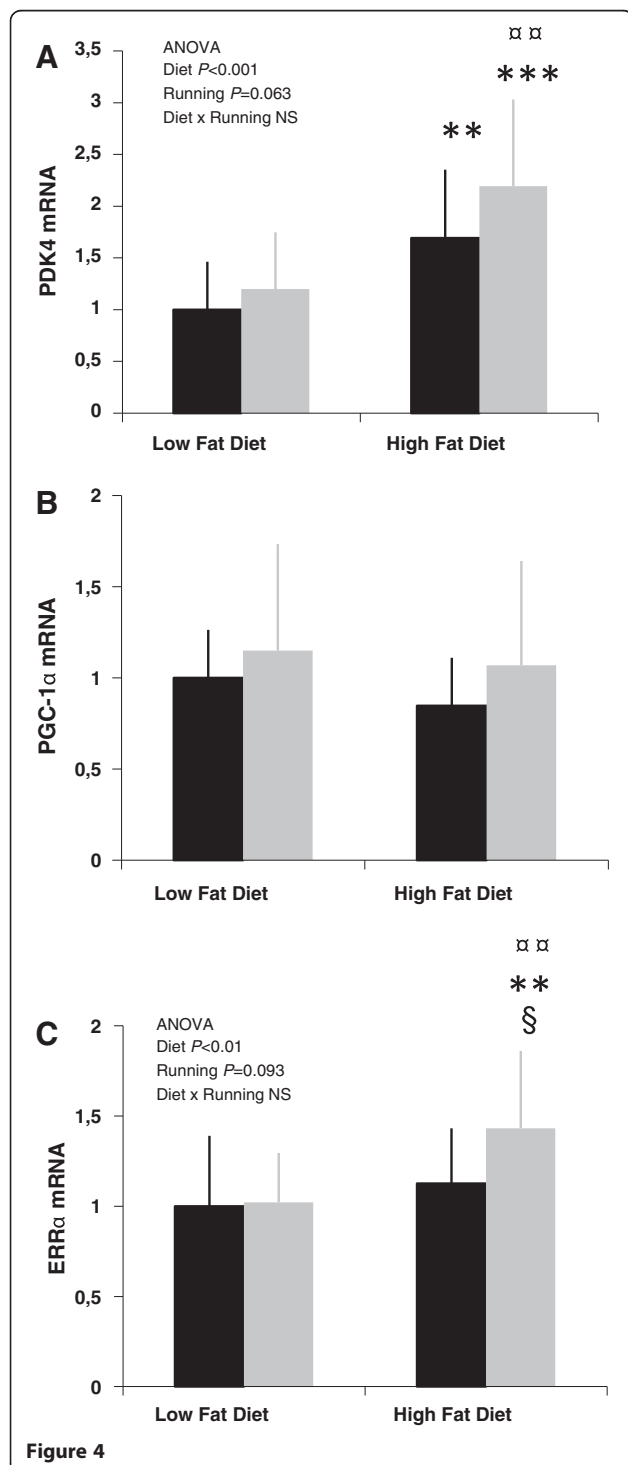 A
3,5
3
2,5
2
1,5
1
0,5
0
PDK4 mRNA
ANOVA
Diet P<0.001
Running P=0.063
Diet x Running NS
¤ ¤
***
**
Low Fat Diet High Fat Diet
B
2
1,5
1
0,5
0
PGC-1α mRNA
Low Fat Diet High Fat Diet
C
2
1,5
1
0,5
0
ERRα mRNA
ANOVA
Diet P<0.01
Running P=0.093
Diet x Running NS
¤ ¤
**
§
Low Fat Diet High Fat Diet
Figure 4